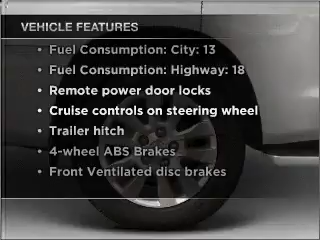 VEHICLE FEATURES
• Fuel Consumption: City: 13
• Fuel Consumption: Highway: 18
• Remote power door locks
• Cruise controls on steering wheel
• Trailer hitch
• 4-wheel ABS Brakes
• Front Ventilated disc brakes